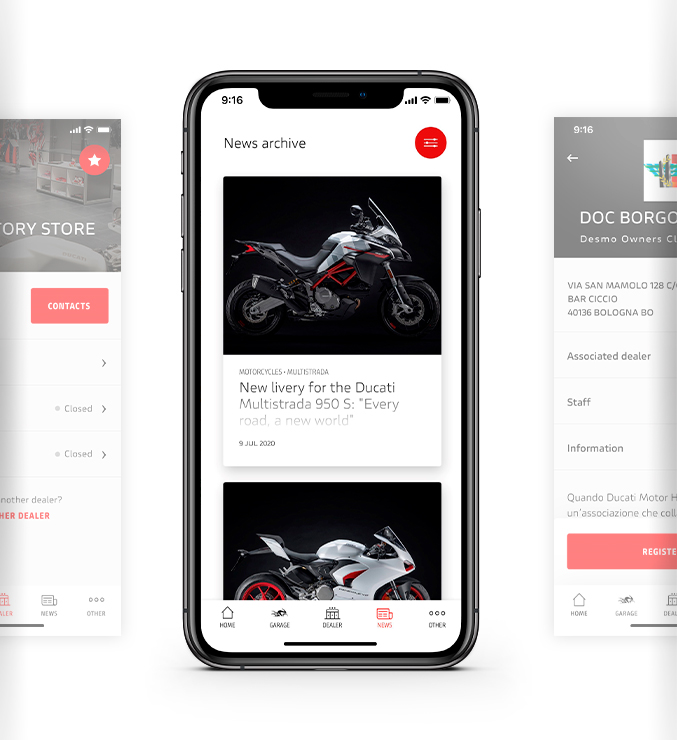 9:16
News archive
MOTORCYCLES • MULTISTRADA
New livery for the Ducati
Multistrada 950 S: "Every
road, a new world"
9 JUL 2020
HOME
GARAGE
DEALER
NEWS
OTHER
TORY STORE
CONTACTS
Closed
Closed
nother dealer?
HER DEALER
ALER
NEWS
OTHER
9:16
DOC BORGO
Desmo Owners Cl
VIA SAN MAMOLO 128 C/
BAR CICCIO
40136 BOLOGNA BO
Associated dealer
Staff
Information
Quando Ducati Motor H
un'associazione che coll
REGISTE
HOME
GARAGE
DEAL